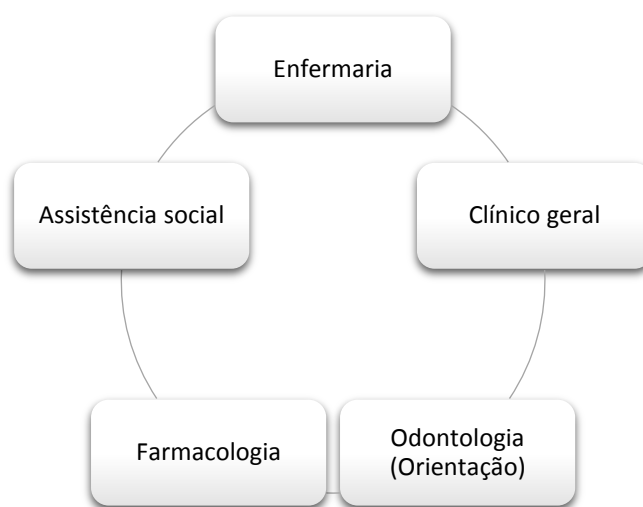 Enfermaria
Assistência social
Clínico geral
Farmacologia
Odontologia
(Orientação)